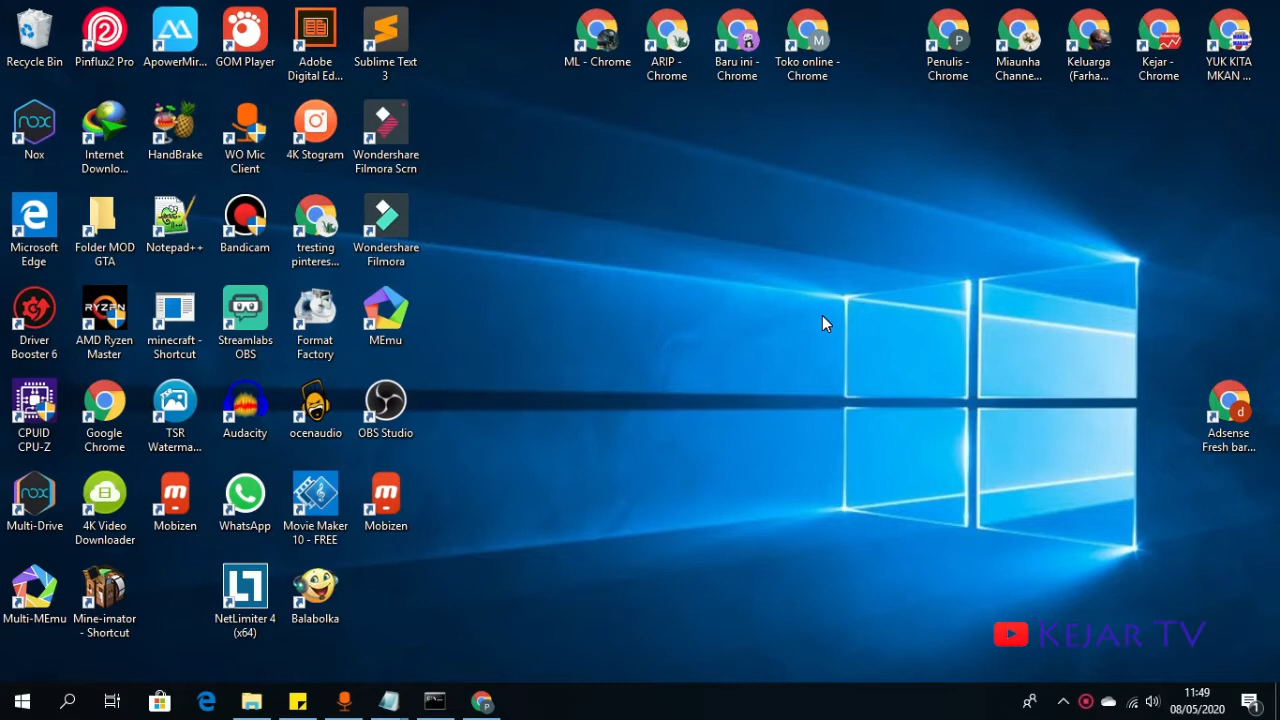 Recycle Bin
Pinflux2 Pro
ApowerMir...
GOM Player
Adobe
Digital Ed...
Sublime Text
3
ML - Chrome
ARIP -
Chrome
Baru ini -
Chrome
Toko online -
Chrome
Penulis -
Chrome
Miaunha
Channe...
Keluarga
(Farha...
Kejar -
Chrome
YUK KITA
MKAN ...
Nox
Internet
Downlo...
HandBrake
WO Mic
Client
4K Stogram
Wondershare
Filmora Scrn
Microsoft
Edge
Folder MOD
GTA
Notepad++
Bandicam
tresting
pinteres...
Wondershare
Filmora
Driver
Booster 6
AMD Ryzen
Master
minecraft -
Shortcut
Streamlabs
OBS
Format
Factory
MEmu
CPUID
CPU-Z
Google
Chrome
TSR
Waterma...
Audacity
ocenaudio
OBS Studio
Adsense
Fresh bar...
Multi-Drive
4K Video
Downloader
Mobizen
WhatsApp
Movie Maker
10 - FREE
Mobizen
Multi-MEmu
Mine-imator
- Shortcut
NetLimiter 4
(x64)
Balabolka
Kejar TV
11:49
08/05/2020